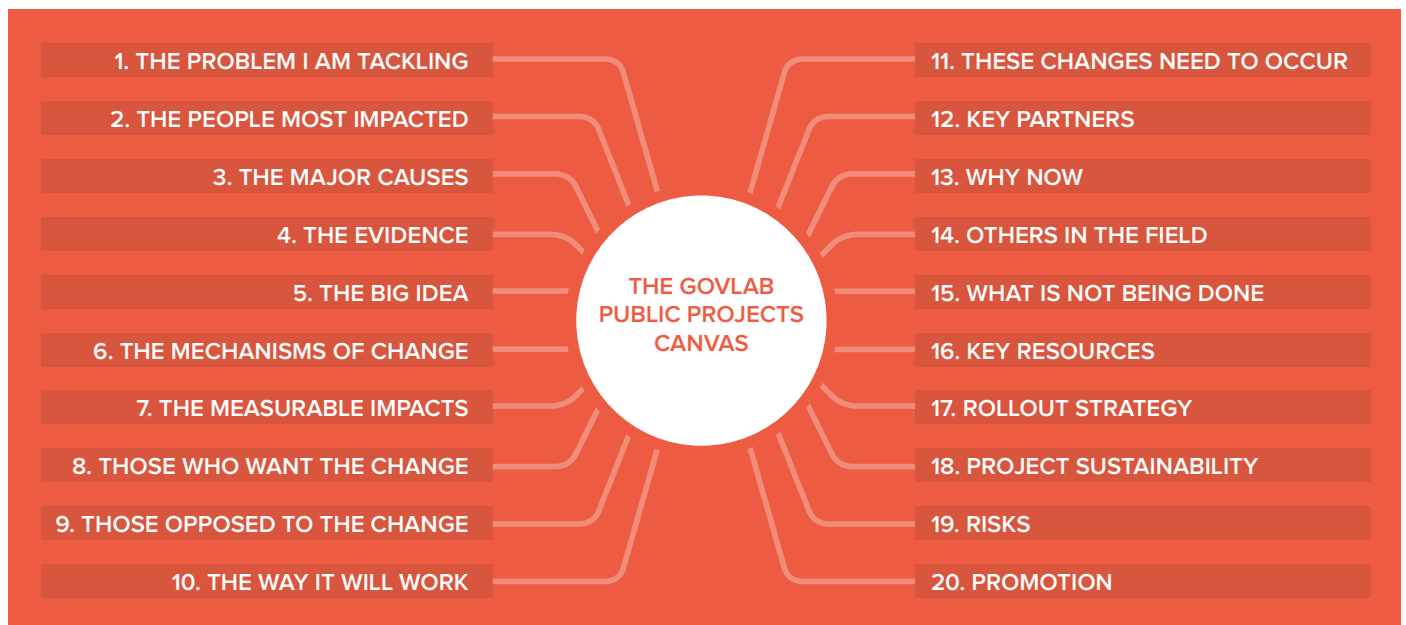 1. THE PROBLEM I AM TACKLING
2. THE PEOPLE MOST IMPACTED
3. THE MAJOR CAUSES
4. THE EVIDENCE
5. THE BIG IDEA
6. THE MECHANISMS OF CHANGE
7. THE MEASURABLE IMPACTS
8. THOSE WHO WANT THE CHANGE
9. THOSE OPPOSED TO THE CHANGE
10. THE WAY IT WILL WORK
THE GOVLAB
PUBLIC PROJECTS
CANVAS
11. THESE CHANGES NEED TO OCCUR
12. KEY PARTNERS
13. WHY NOW
14. OTHERS IN THE FIELD
15. WHAT IS NOT BEING DONE
16. KEY RESOURCES
17. ROLLOUT STRATEGY
18. PROJECT SUSTAINABILITY
19. RISKS
20. PROMOTION